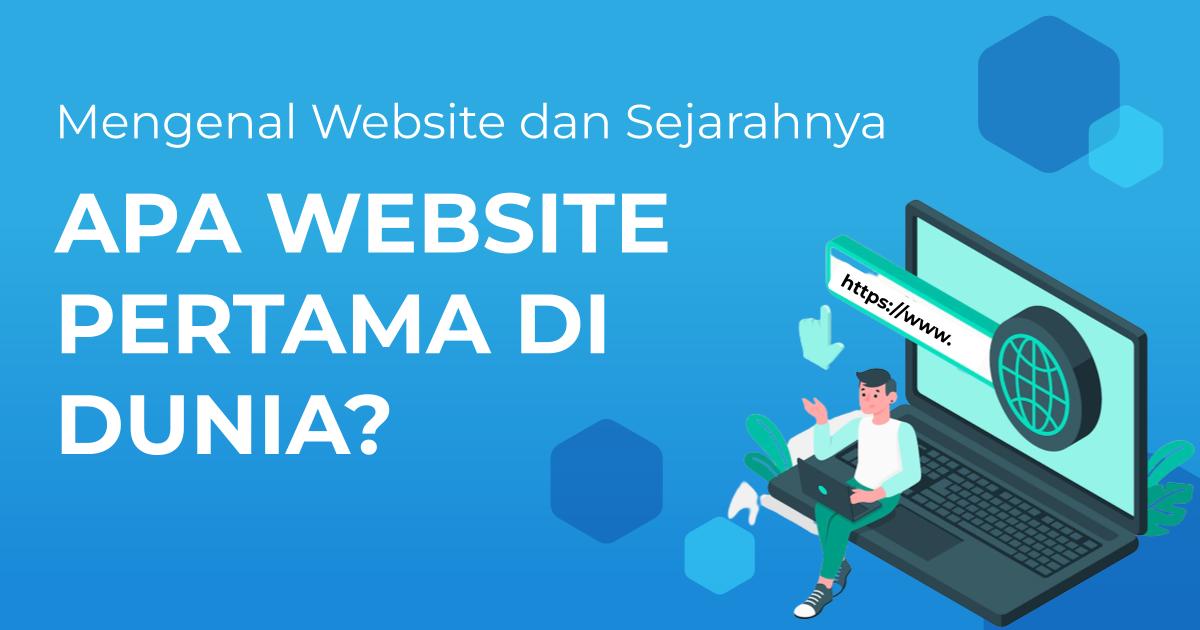 Mengenal Website dan Sejarahnya
APA WEBSITE
PERTAMA DI
DUNIA?
https://www.